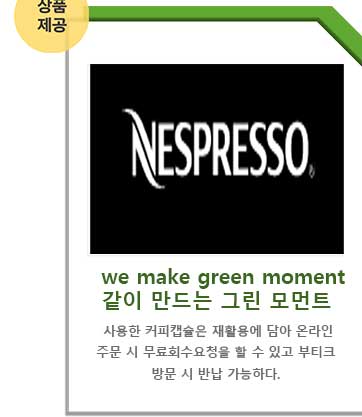 상품
제공
NESPRESSO
we make green moment
같이 만드는 그린 모먼트
사용한 커피캡슐은 재활용에 담아 온라인
주문 시 무료회수요청을 할 수 있고 부티크
방문 시 반납 가능하다.